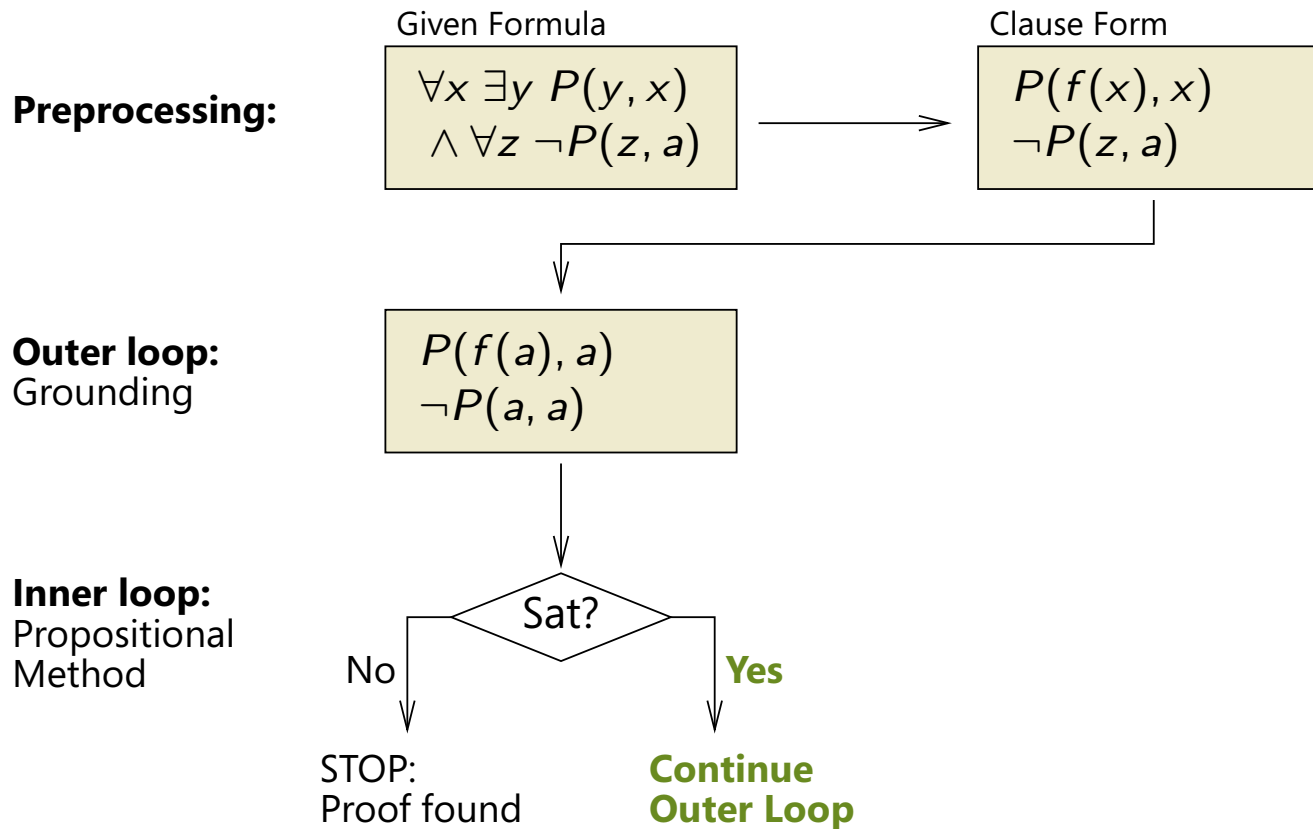 Given Formula
Clause Form
Preprocessing:
∀x ∃y P(y, x)
∧ ∀z ¬P(z, a)
P(f(x), x)
¬P(z, a)
Outer loop:
Grounding
P(f(a), a)
¬P(a, a)
Inner loop:
Propositional
Method
Sat?
No
Yes
STOP:
Proof found
Continue
Outer Loop